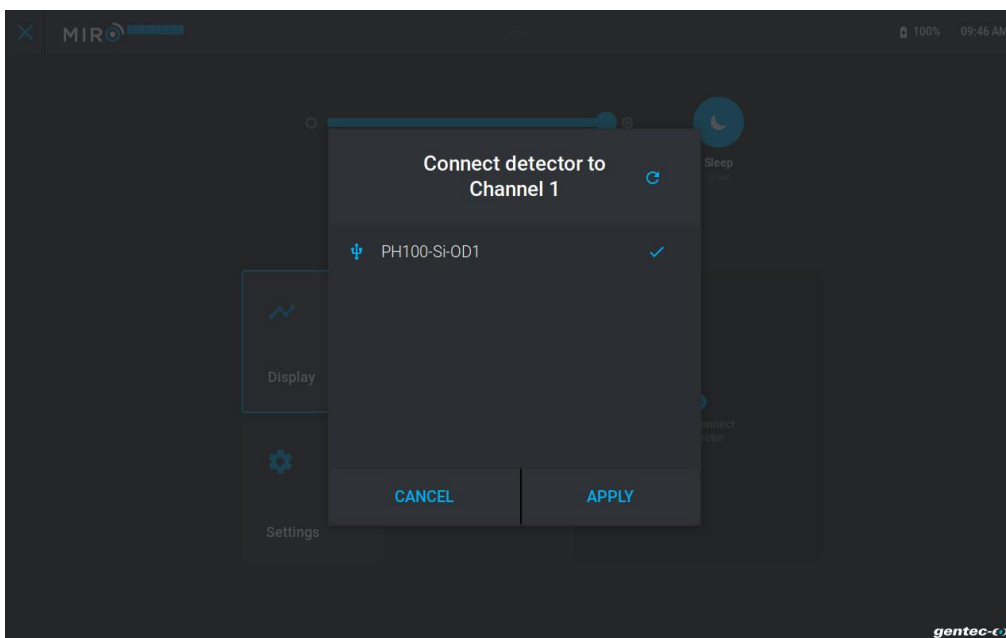 MIRO
100% 09:46 AM
Sleep
Connect detector to
Channel 1
PH100-Si-OD1
Display
CANCEL
APPLY
Settings
gentec-e